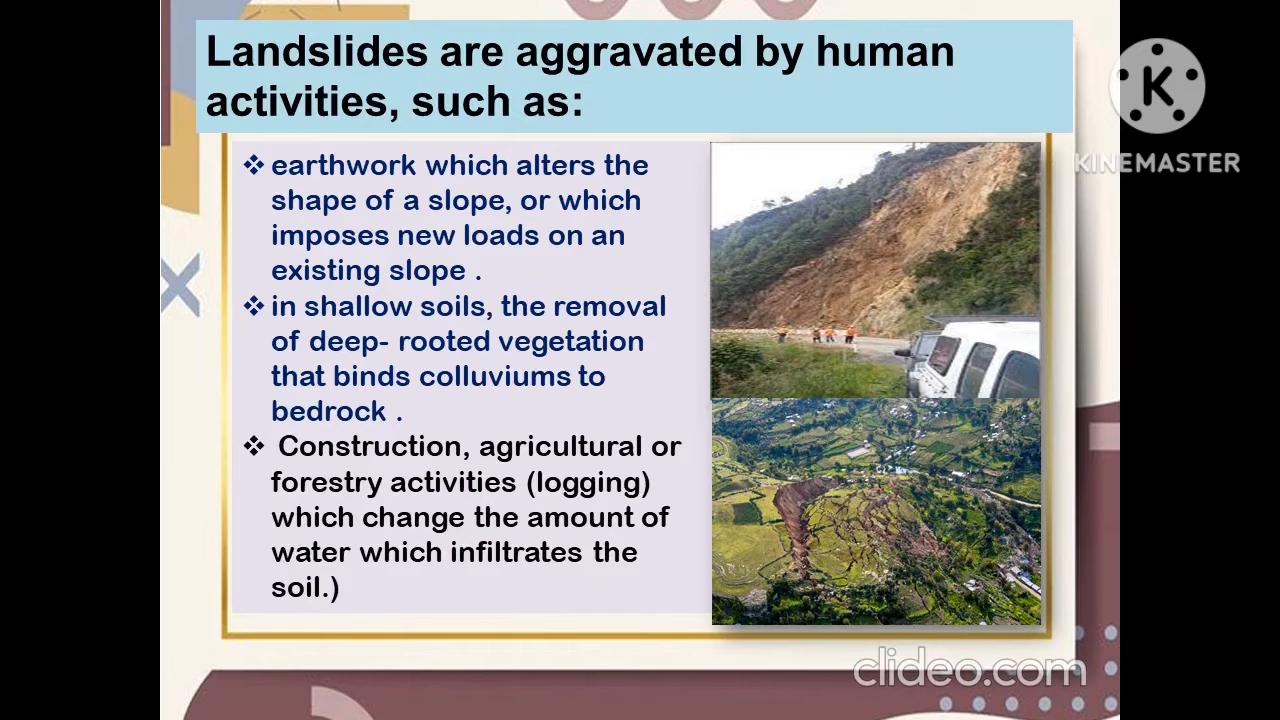 Landslides are aggravated by human
activities, such as:
❖ earthwork which alters the
shape of a slope, or which
imposes new loads on an
existing slope .
❖ in shallow soils, the removal
of deep- rooted vegetation
that binds colluviums to
bedrock .
❖ Construction, agricultural or
forestry activities (logging)
which change the amount of
water which infiltrates the
soil.)
K
KINEMASTER
clideo.com